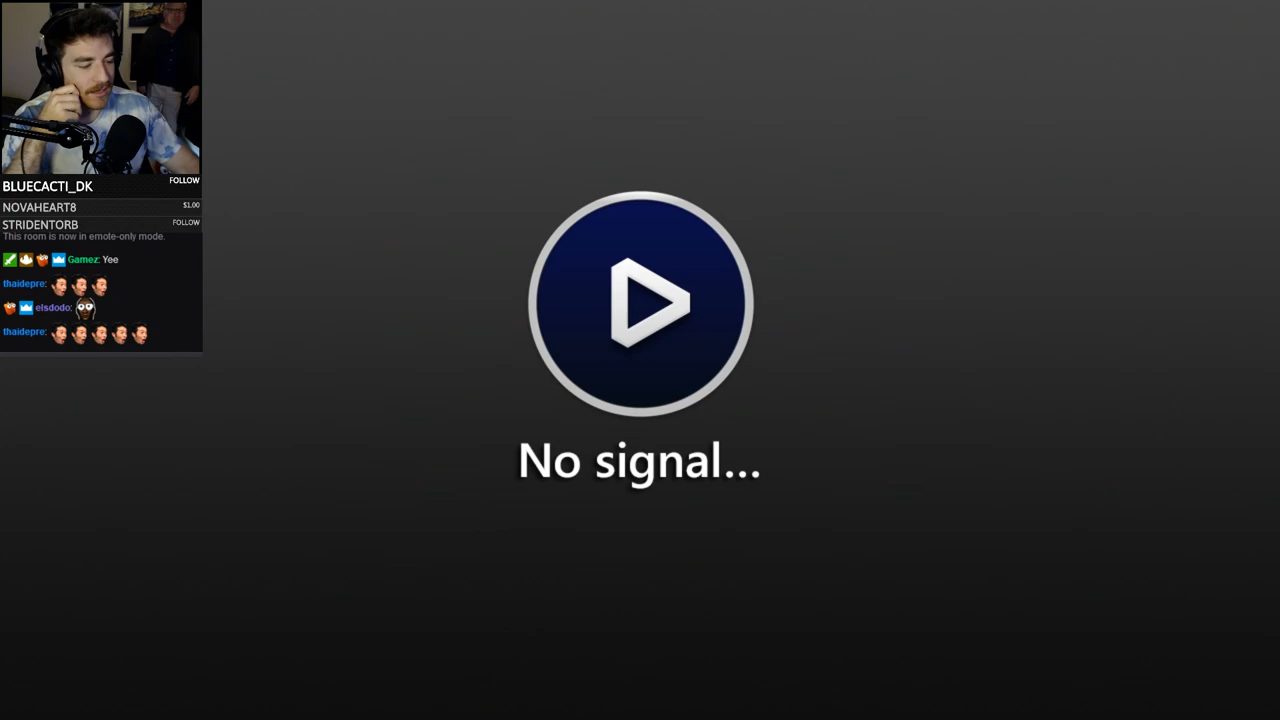 BLUECACTI_DK FOLLOW
NOVAHEART8 $1.00
STRIDENTORB FOLLOW
This room is now in emote-only mode.
Gamez: Yee
thaidepre:
elsdodo:
thaidepre:
No signal...